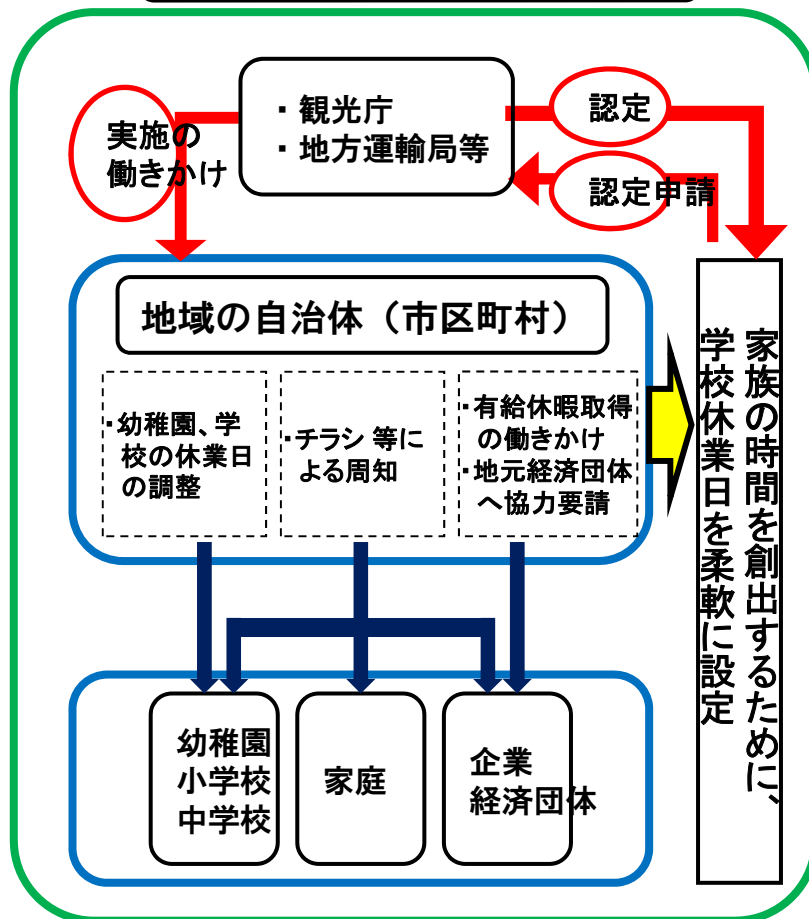 ・観光庁
・地方運輸局等
認定
実施の
働きかけ
認定申請
地域の自治体（市区町村）
・幼稚園、学
校の休業日
の調整
・チラシ 等に
よる周知
・有給休暇取得
の働きかけ
・地元経済団体
へ協力要請
家族の時間を創出するために、
学校休業日を柔軟に設定
幼稚園
小学校
中学校
家庭
企業
経済団体